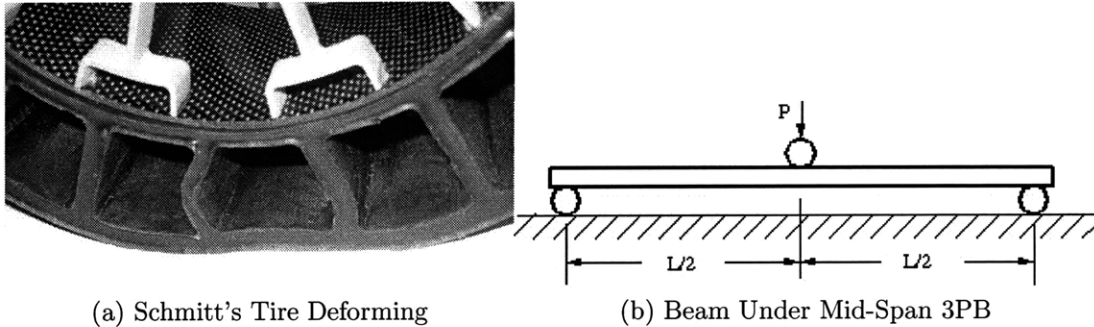 P
L/2 L/2
(a) Schmitt's Tire Deforming (b) Beam Under Mid-Span 3PB